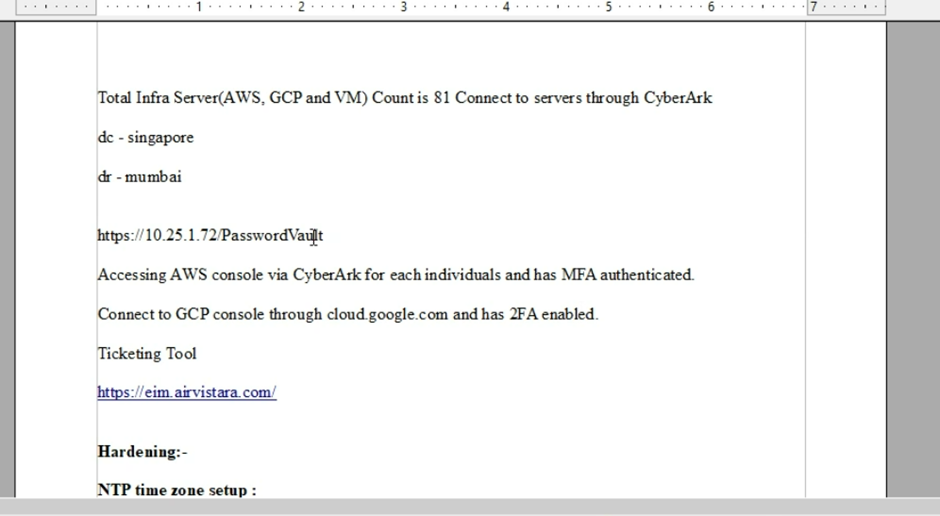 1 2 3 4 5 6 7
Total Infra Server(AWS, GCP and VM) Count is 81 Connect to servers through CyberArk
dc - singapore
dr - mumbai
https://10.25.1.72/PasswordVault
Accessing AWS console via CyberArk for each individuals and has MFA authenticated.
Connect to GCP console through cloud.google.com and has 2FA enabled.
Ticketing Tool
https://eim.airvistara.com/
Hardening:-
NTP time zone setup :